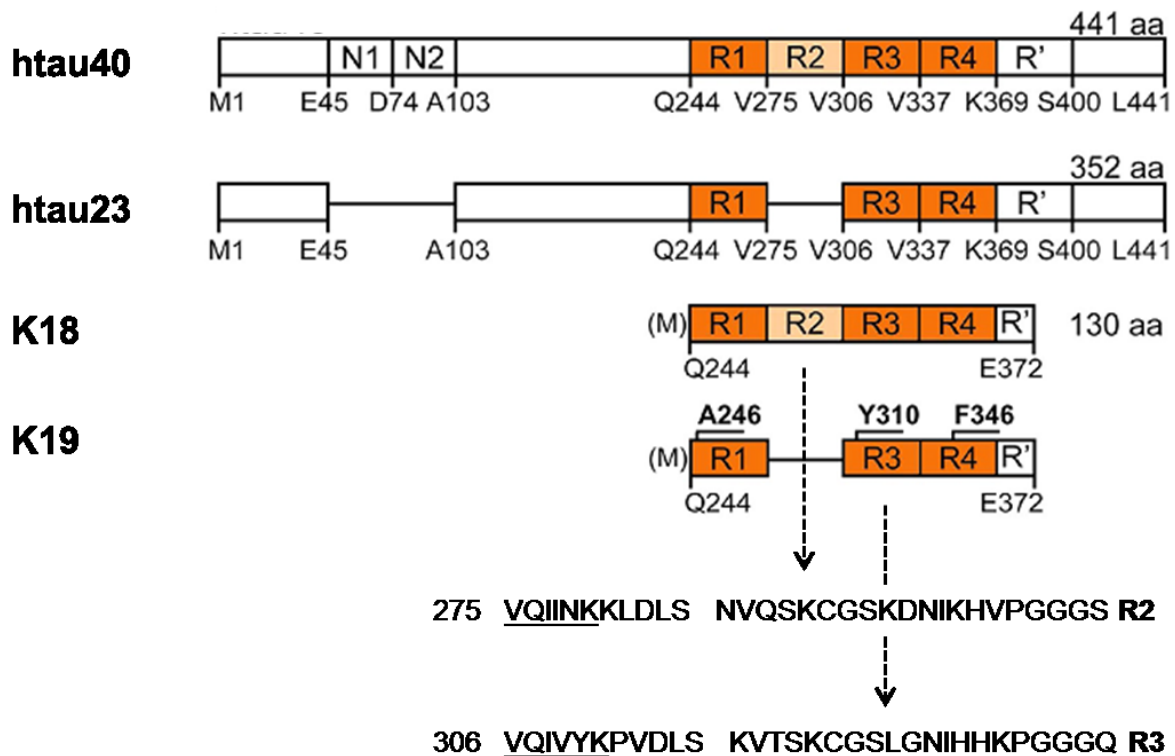 441 aa
htau40 N1 N2 R1 R2 R3 R4 R'
M1 E45 D74 A103 Q244 V275 V306 V337 K369 S400 L441
352 aa
htau23 R1 R3 R4 R'
M1 E45 A103 Q244 V275 V306 V337 K369 S400 L441
K18 (M) R1 R2 R3 R4 R' 130 aa
Q244 E372
A246 Y310 F346
K19 (M) R1 R3 R4 R'
Q244 E372
275 VQIINKKLDLS NVQSKCGSKDNIKHVPGGGS R2
306 VQIVYKPVDLS KVTSKCGSLGNIHHKPGGGQ R3